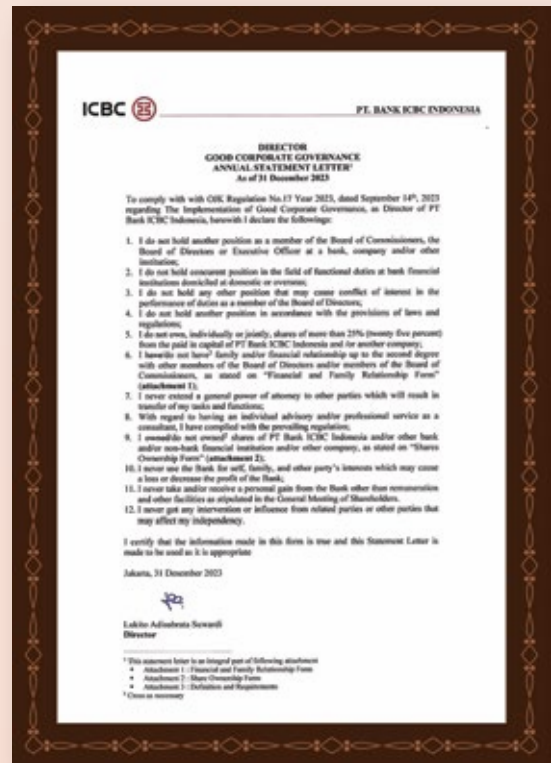 ICBC
PT. BANK ICBC INDONESIA
DIRECTOR
GOOD CORPORATE GOVERNANCE
ANNUAL STATEMENT LETTER¹
As of 31 December 2023
To comply with with OJK Regulation No.17 Year 2023, dated September 14th, 2023
regarding The Implementation of Good Corporate Governance, as Director of PT
Bank ICBC Indonesia, herewith I declare the followings:
1. I do not hold another position as a member of the Board of Commissioners, the
Board of Directors or Executive Officer at a bank, company and/or other
institution;
2. I do not hold concurrent position in the field of functional duties at bank financial
institutions domiciled at domestic or overseas;
3. I do not hold any other position that may cause conflict of interest in the
performance of duties as a member of the Board of Directors;
4. I do not hold another position in accordance with the provisions of laws and
regulations;
5. I do not own, individually or jointly, shares of more than 25% (twenty five percent)
from the paid in capital of PT Bank ICBC Indonesia and /or another company;
6. I have/do not have² family and/or financial relationship up to the second degree
with other members of the Board of Directors and/or members of the Board of
Commissioners, as stated on "Financial and Family Relationship Form"
(attachment 1);
7. I never extend a general power of attorney to other parties which will result in
transfer of my tasks and functions;
8. With regard to having an individual advisory and/or professional service as a
consultant, I have complied with the prevailing regulation;
9. I owned/do not owned² shares of PT Bank ICBC Indonesia and/or other bank
and/or non-bank financial institution and/or other company, as stated on "Shares
Ownership Form" (attachment 2);
10. I never use the Bank for self, family, and other party's interests which may cause
a loss or decrease the profit of the Bank;
11. I never take and/or receive a personal gain from the Bank other than remuneration
and other facilities as stipulated in the General Meeting of Shareholders.
12. I never got any intervention or influence from related parties or other parties that
may affect my independency.
I certify that the information made in this form is true and this Statement Letter is
made to be used as it is appropriate
Jakarta, 31 Desember 2023
Lukito Adisubrata Suwardi
Director
¹ This statement letter is an integral part of following attachment
• Attachment 1 : Financial and Family Relationship Form
• Attachment 2 : Share Ownership Form
• Attachment 3 : Definition and Requirements
² Cross as necessary